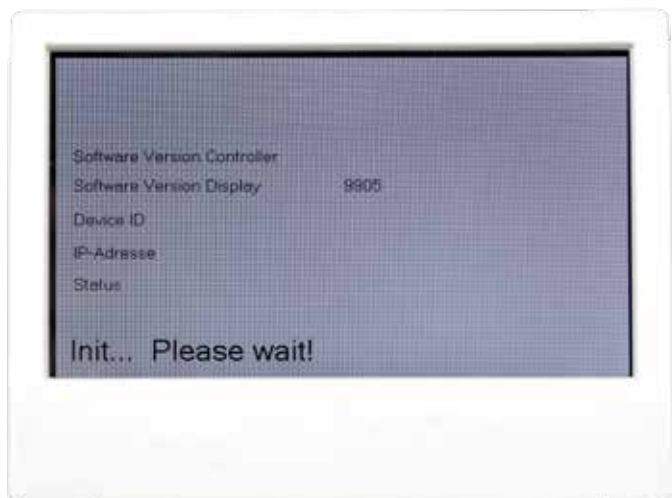 Software Version Controller
Software Version Display 9905
Device ID
IP-Adresse
Status
Init... Please wait!